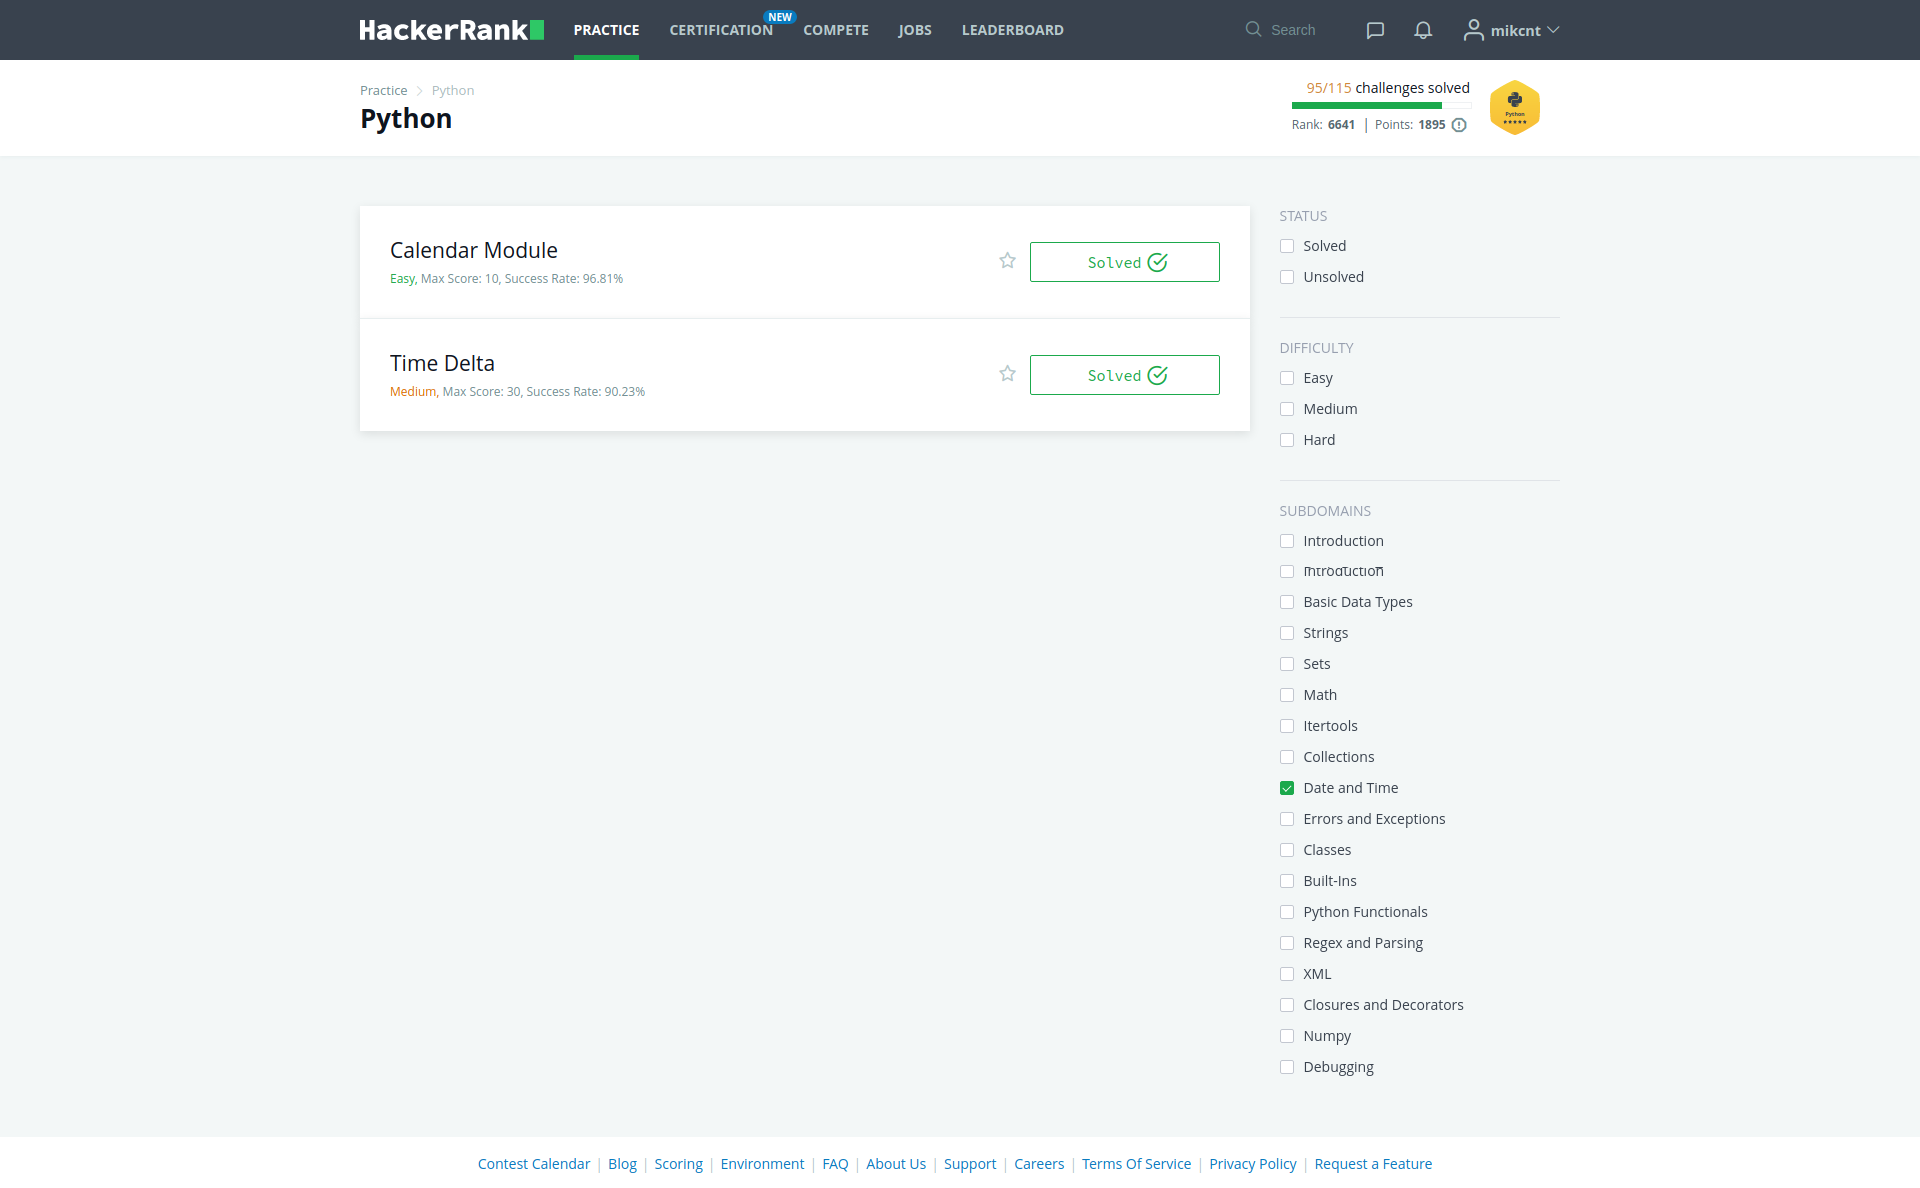 HackerRank PRACTICE CERTIFICATION NEW COMPETE JOBS LEADERBOARD Search mikcnt
Practice Python
Python
95/115 challenges solved
Rank: 6641 | Points: 1895
Python
Calendar Module
Easy, Max Score: 10, Success Rate: 96.81%
Solved
Time Delta
Medium, Max Score: 30, Success Rate: 90.23%
Solved
STATUS
Solved
Unsolved
DIFFICULTY
Easy
Medium
Hard
SUBDOMAINS
Introduction
Introduction
Basic Data Types
Strings
Sets
Math
Itertools
Collections
Date and Time
Errors and Exceptions
Classes
Built-Ins
Python Functionals
Regex and Parsing
XML
Closures and Decorators
Numpy
Debugging
Contest Calendar | Blog | Scoring | Environment | FAQ | About Us | Support | Careers | Terms Of Service | Privacy Policy | Request a Feature